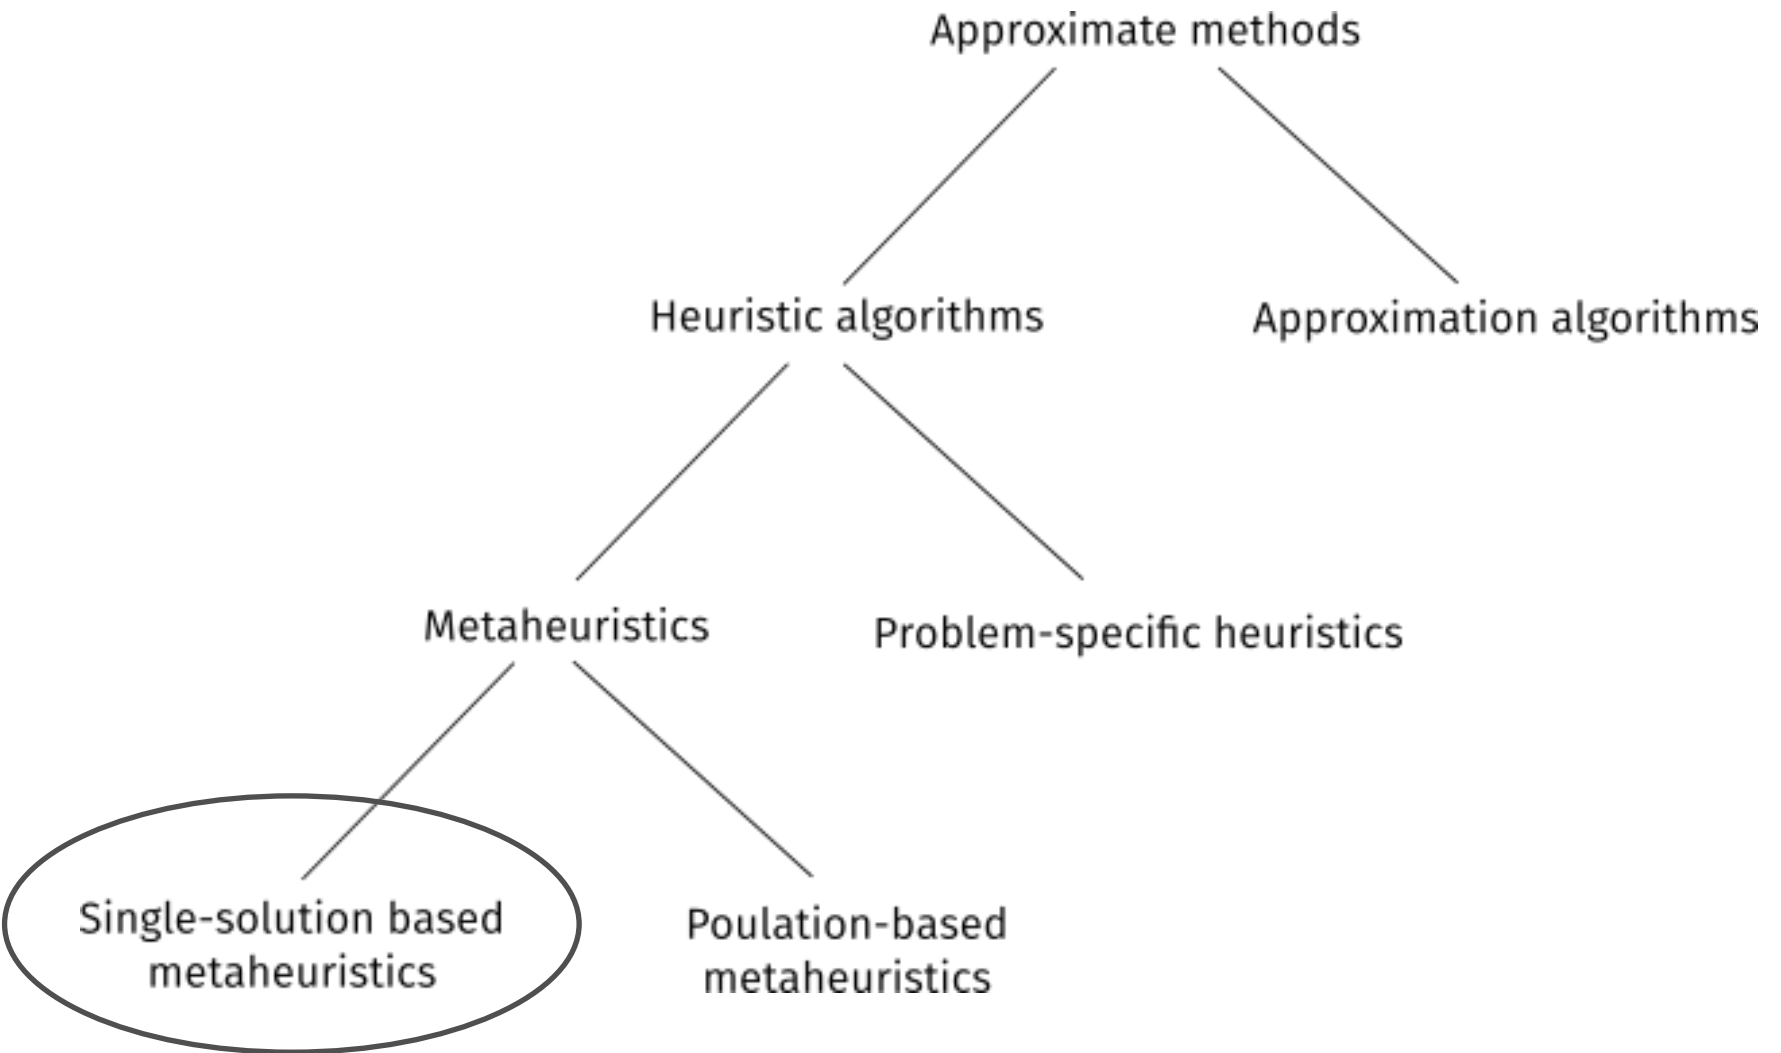 Approximate methods
Heuristic algorithms
Approximation algorithms
Metaheuristics
Problem-specific heuristics
Single-solution based
metaheuristics
Poulation-based
metaheuristics